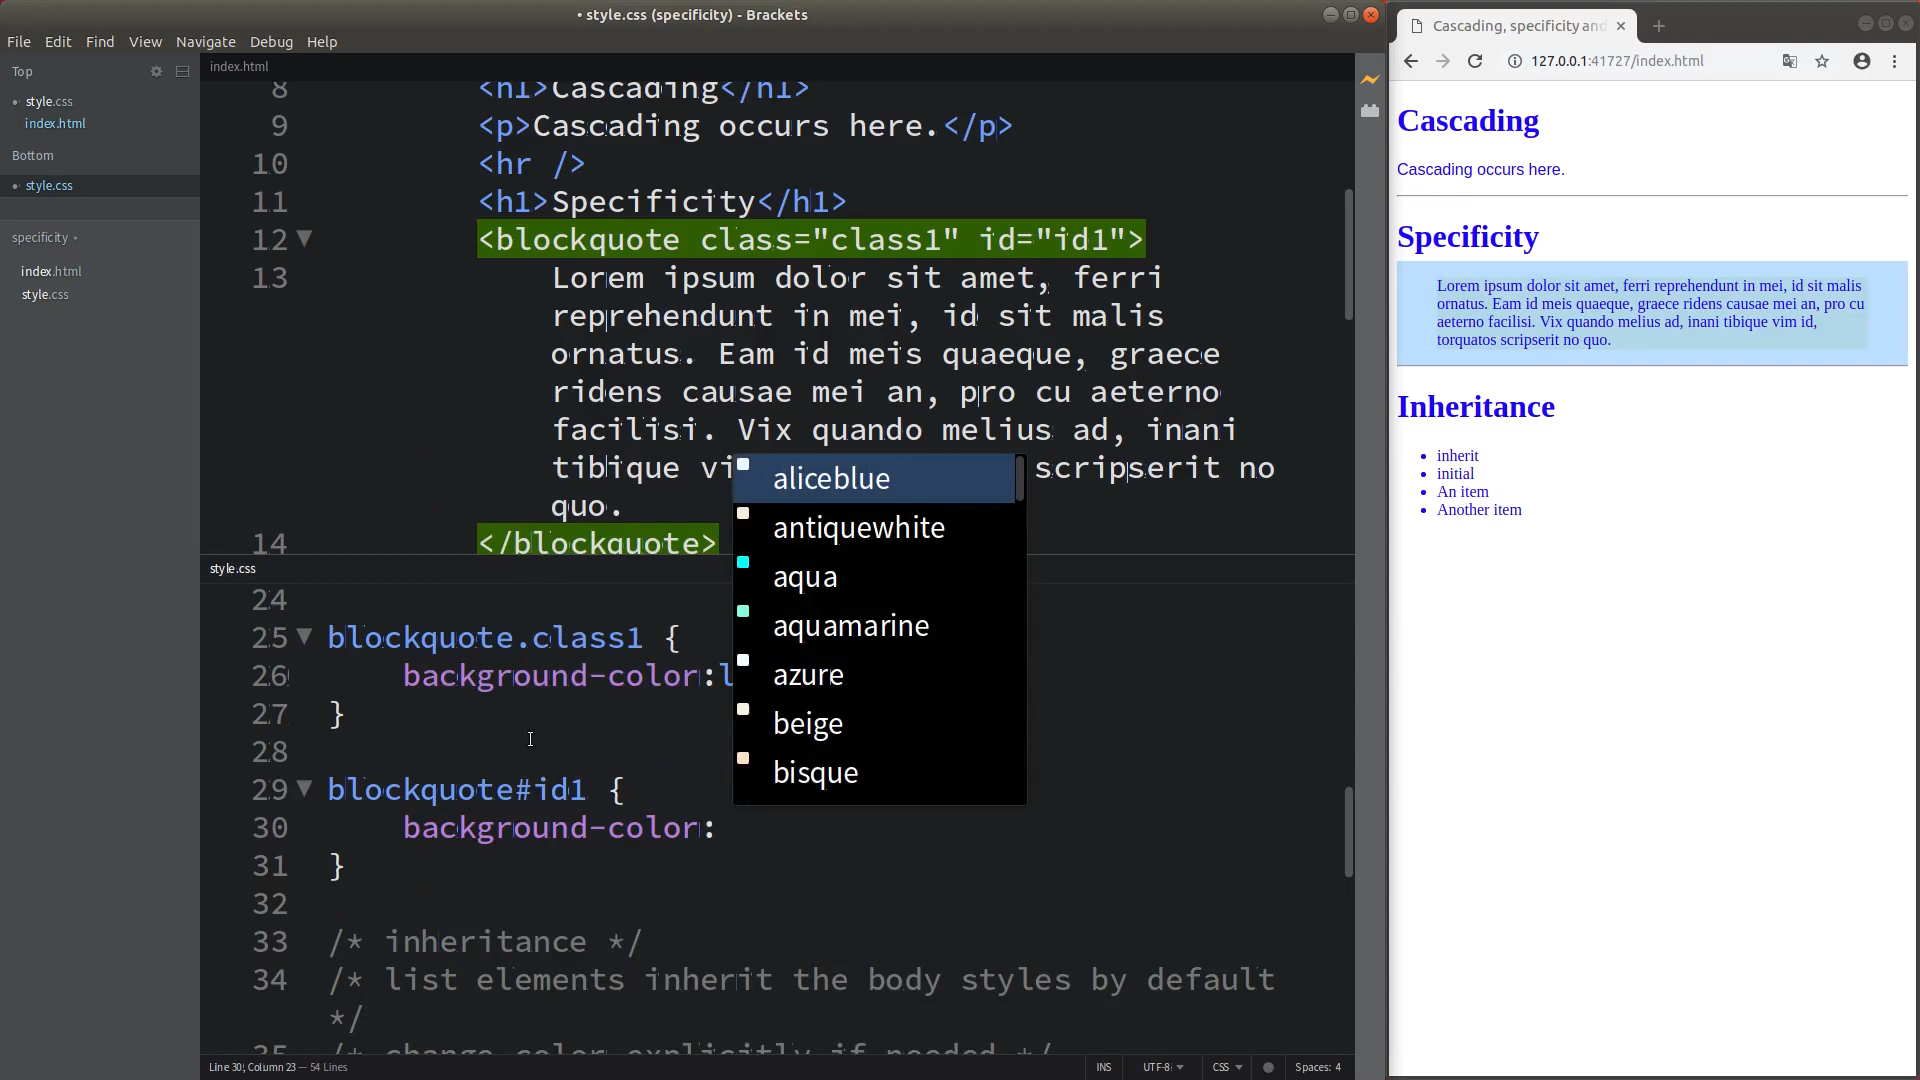 • style.css (specificity) - Brackets
File Edit Find View Navigate Debug Help
Top
• style.css
index.html
Bottom
• style.css
specificity
index.html
style.css
index.html
8 <h1>Cascading</h1>
9 <p>Cascading occurs here.</p>
10 <hr />
11 <h1>Specificity</h1>
12 <blockquote class="class1" id="id1">
13 Lorem ipsum dolor sit amet, ferri
reprehendunt in mei, id sit malis
ornatus. Eam id meis quaeque, graece
ridens causae mei an, pro cu aeterno
facilisi. Vix quando melius ad, inani
tibique vi scripserit no
quo.
14 </blockquote>
aliceblue
antiquewhite
aqua
aquamarine
azure
beige
bisque
style.css
24
25 blockquote.class1 {
26 background-color:l
27 }
28
29 blockquote#id1 {
30 background-color:
31 }
32
33 /* inheritance */
34 /* list elements inherit the body styles by default
*/
35 /* change color explicitly if needed */
Line 30, Column 23 — 54 Lines
INS UTF-8 CSS Spaces: 4
Cascading, specificity and
127.0.0.1:41727/index.html
Cascading
Cascading occurs here.
Specificity
Lorem ipsum dolor sit amet, ferri reprehendunt in mei, id sit malis
ornatus. Eam id meis quaeque, graece ridens causae mei an, pro cu
aeterno facilisi. Vix quando melius ad, inani tibique vim id,
torquatos scripserit no quo.
Inheritance
• inherit
• initial
• An item
• Another item